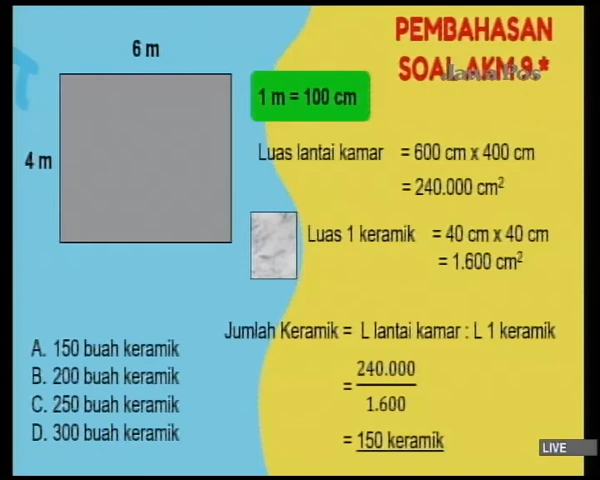 PEMBAHASAN
SOAL AKM 9*
Jawa Pos
6 m
4 m
1 m = 100 cm
Luas lantai kamar = 600 cm x 400 cm
= 240.000 cm²
Luas 1 keramik = 40 cm x 40 cm
= 1.600 cm²
Jumlah Keramik = L lantai kamar : L 1 keramik
= 240.000
1.600
= 150 keramik
A. 150 buah keramik
B. 200 buah keramik
C. 250 buah keramik
D. 300 buah keramik
LIVE